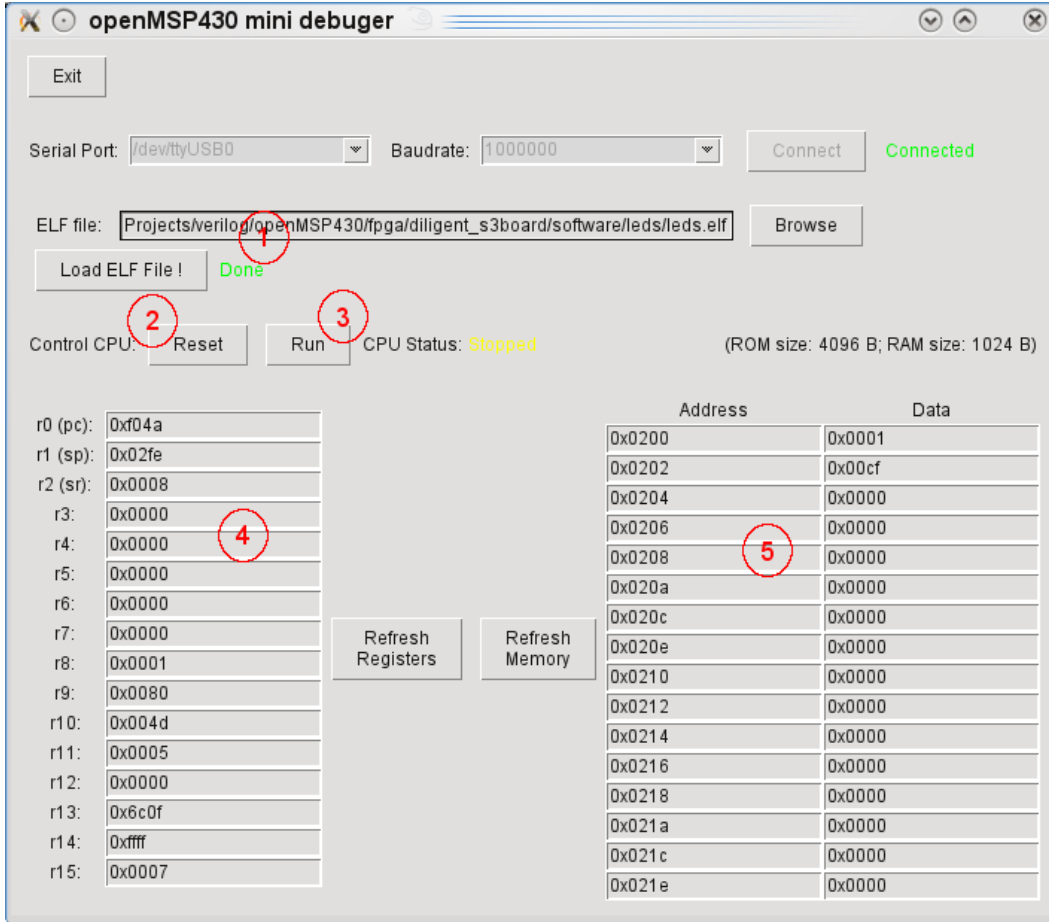 openMSP430 mini debuger
Exit
Serial Port: /dev/ttyUSB0 Baudrate: 1000000 Connect Connected
ELF file: Projects/verilog/openMSP430/fpga/diligent_s3board/software/leds/leds.elf Browse
1
Load ELF File ! Done
2 3
Control CPU: Reset Run CPU Status: Stopped (ROM size: 4096 B; RAM size: 1024 B)
Address Data
r0 (pc): 0xf04a 0x0200 0x0001
r1 (sp): 0x02fe 0x0202 0x00cf
r2 (sr): 0x0008 0x0204 0x0000
r3: 0x0000 0x0206 0x0000
4 5
r4: 0x0000 0x0208 0x0000
r5: 0x0000 0x020a 0x0000
r6: 0x0000 0x020c 0x0000
r7: 0x0000 Refresh Registers Refresh Memory 0x020e 0x0000
r8: 0x0001 0x0210 0x0000
r9: 0x0080 0x0212 0x0000
r10: 0x004d 0x0214 0x0000
r11: 0x0005 0x0216 0x0000
r12: 0x0000 0x0218 0x0000
r13: 0x6c0f 0x021a 0x0000
r14: 0xffff 0x021c 0x0000
r15: 0x0007 0x021e 0x0000